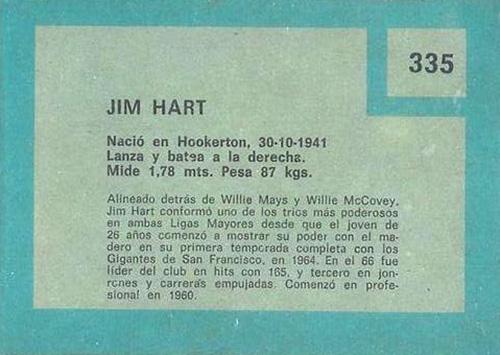 335
JIM HART
Nació en Hookerton, 30-10-1941
Lanza y batea a la derecha.
Mide 1,78 mts. Pesa 87 kgs.
Alineado detrás de Willie Mays y Willie McCovey.
Jim Hart conformó uno de los trios más poderosos
en ambas Ligas Mayores desde que el joven de
26 años comenzó a mostrar su poder con el ma-
dero en su primera temporada completa con los
Gigantes de San Francisco, en 1964. En el 66 fue
líder del club en hits con 165, y tercero en jon-
rones y carreras empujadas. Comenzó en profe-
sional en 1960.